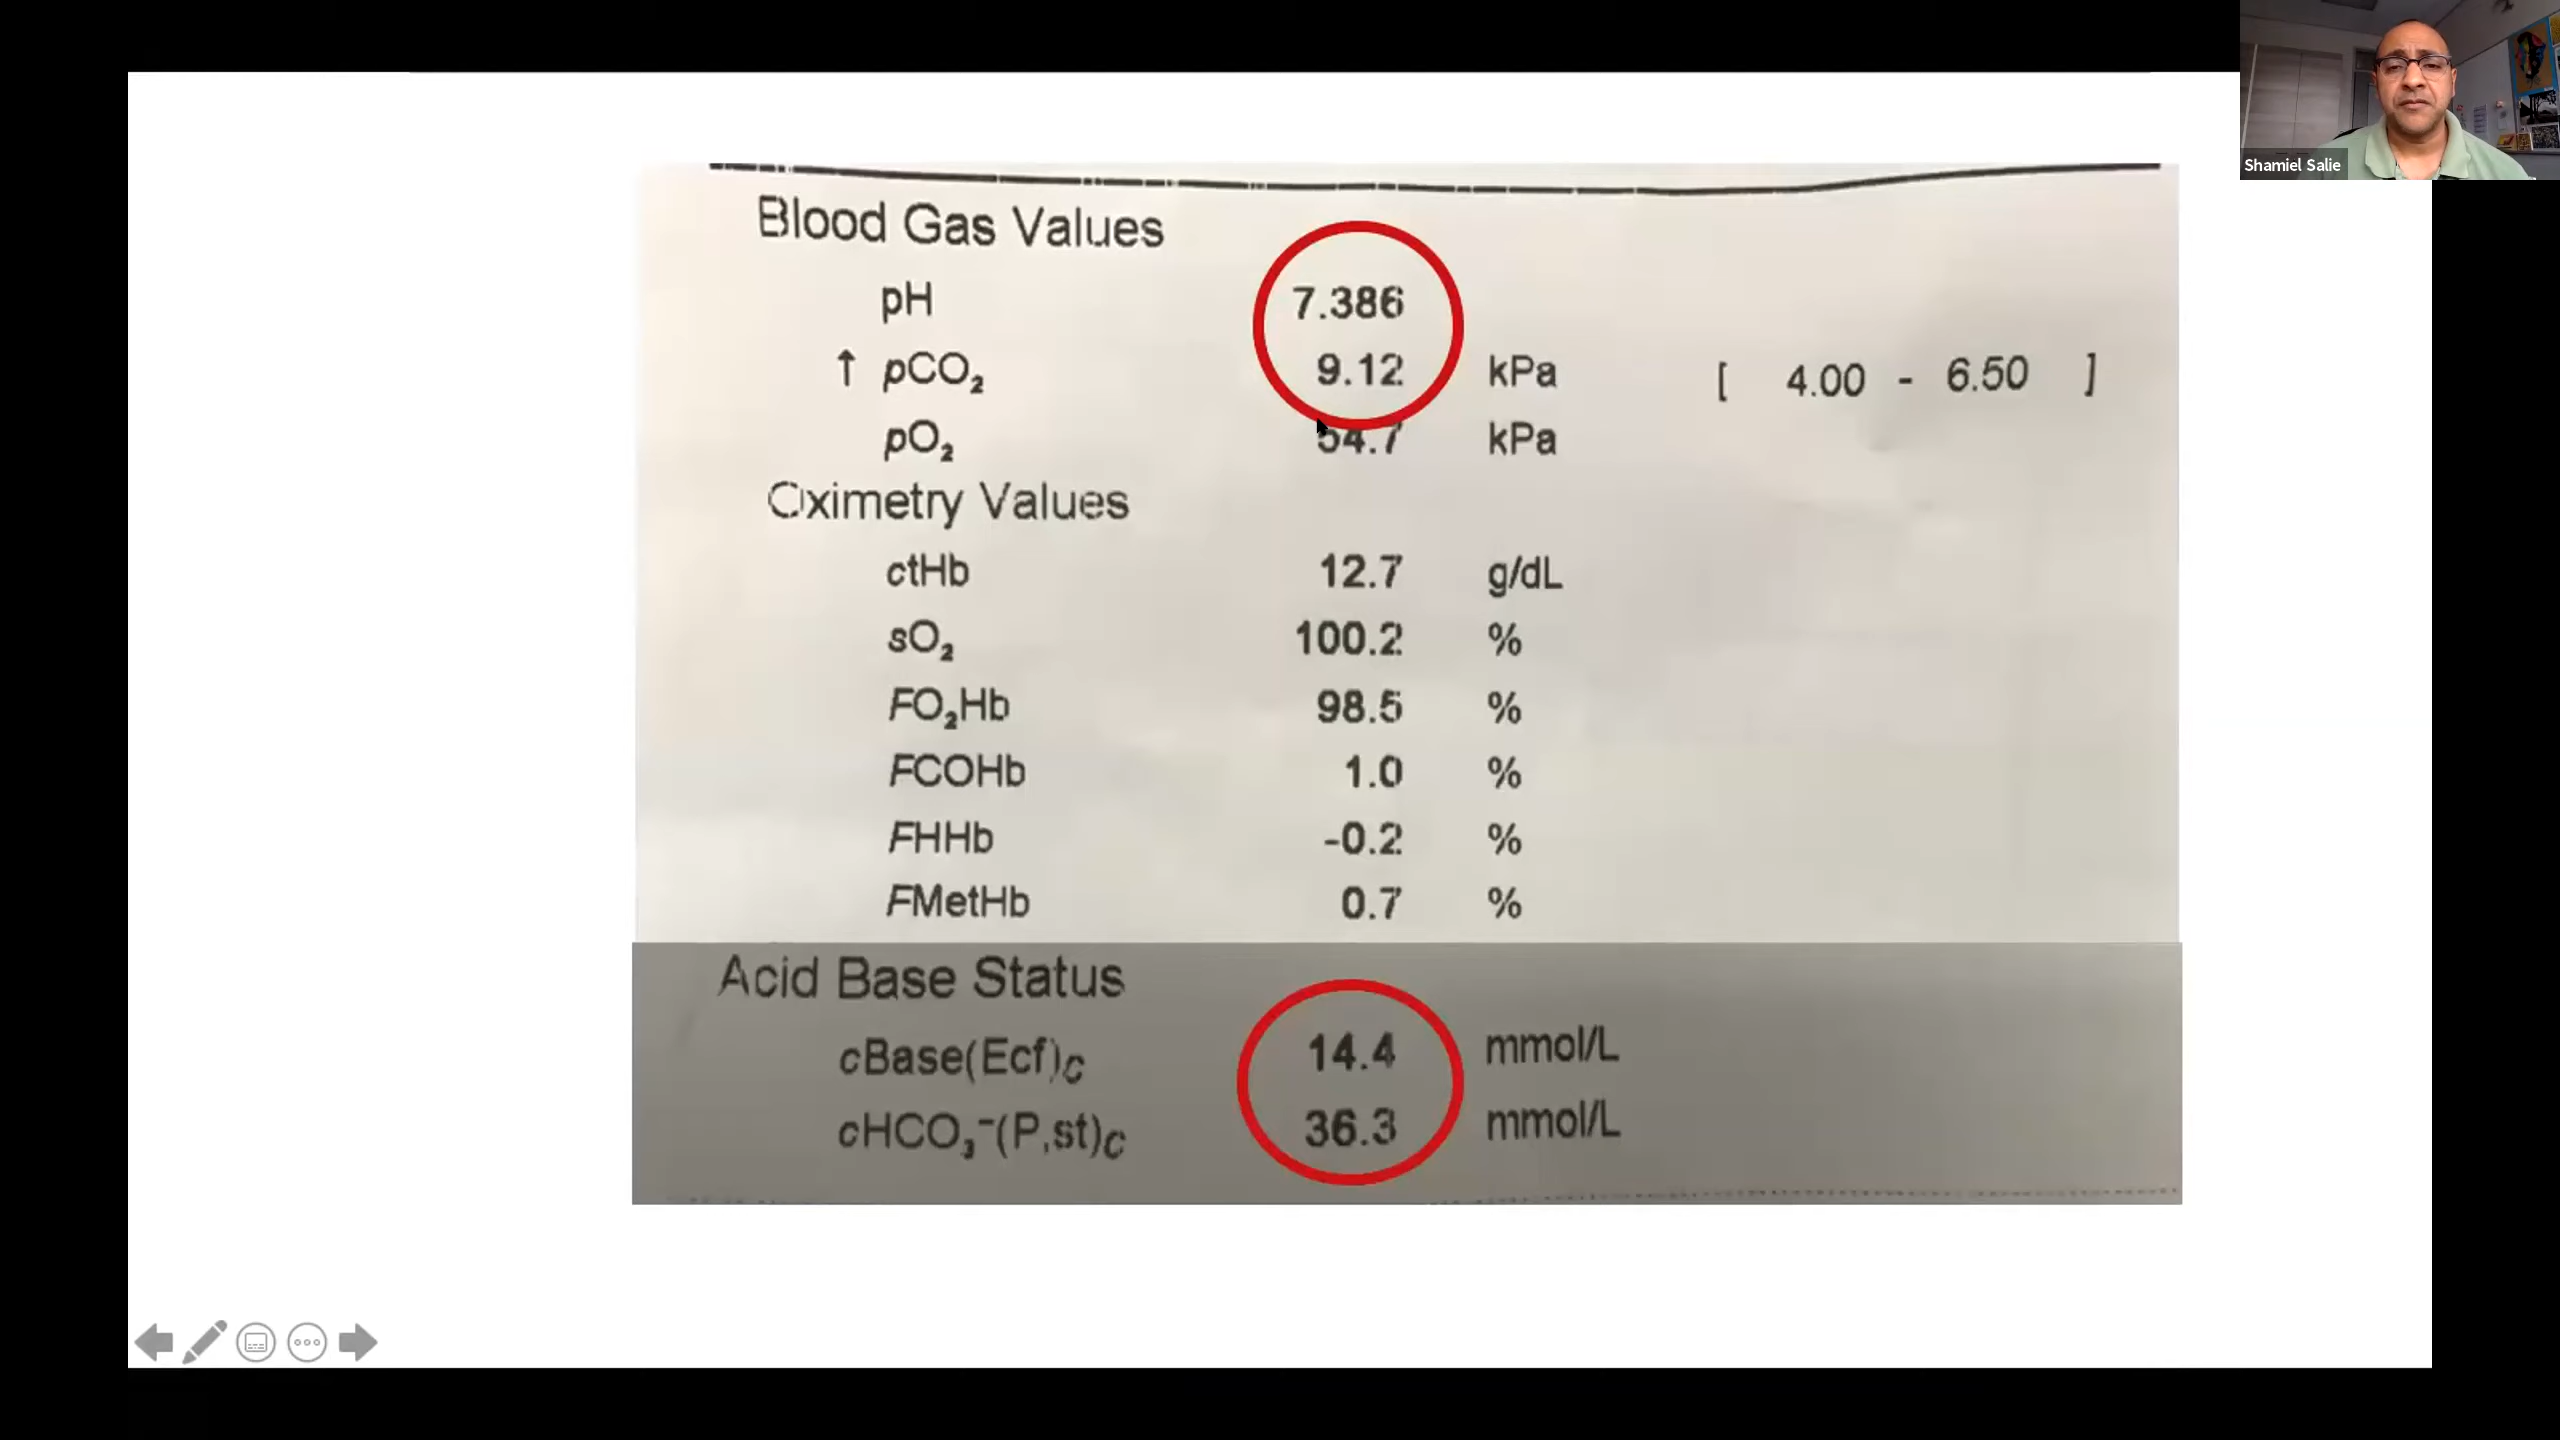 Shamiel Salie
Blood Gas Values
pH 7.386
↑ pCO₂ 9.12 kPa [ 4.00 - 6.50 ]
pO₂ 54.7 kPa
Oximetry Values
ctHb 12.7 g/dL
sO₂ 100.2 %
FO₂Hb 98.5 %
FCOHb 1.0 %
FHHb -0.2 %
FMetHb 0.7 %
Acid Base Status
cBase(Ecf)c 14.4 mmol/L
cHCO₃⁻(P,st)c 36.3 mmol/L